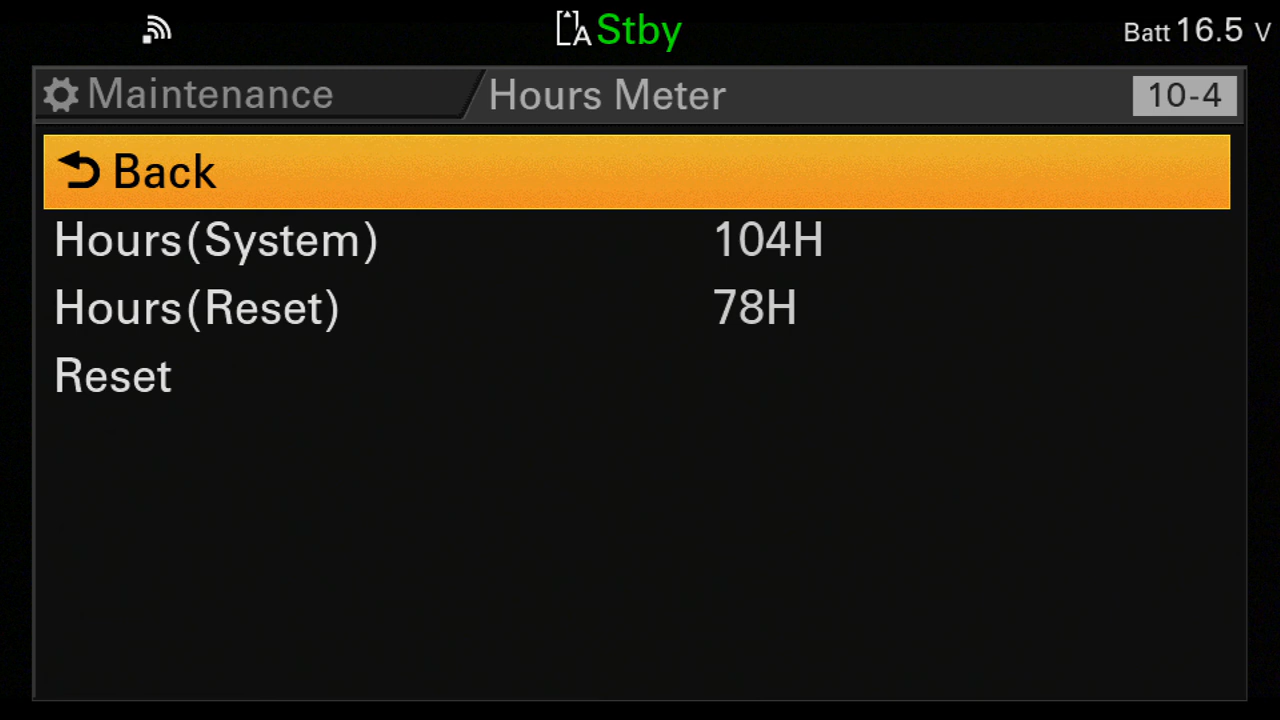 A Stby
Batt 16.5 V
Maintenance
Hours Meter
10-4
Back
Hours(System) 104H
Hours(Reset) 78H
Reset